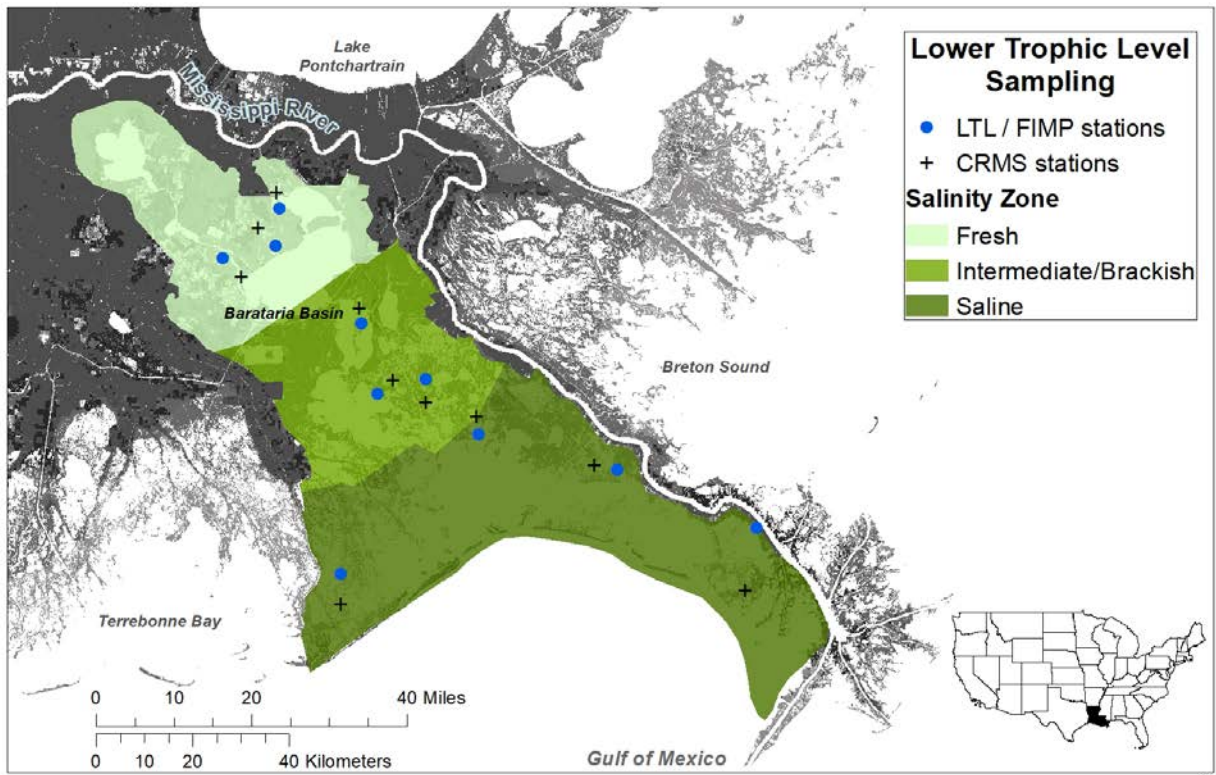 Lake
Pontchartrain
Mississippi River
Lower Trophic Level
Sampling
LTL / FIMP stations
CRMS stations
Salinity Zone
Fresh
Intermediate/Brackish
Saline
Barataria Basin
Breton Sound
Terrebonne Bay
0 10 20 40 Miles
0 10 20 40 Kilometers
Gulf of Mexico